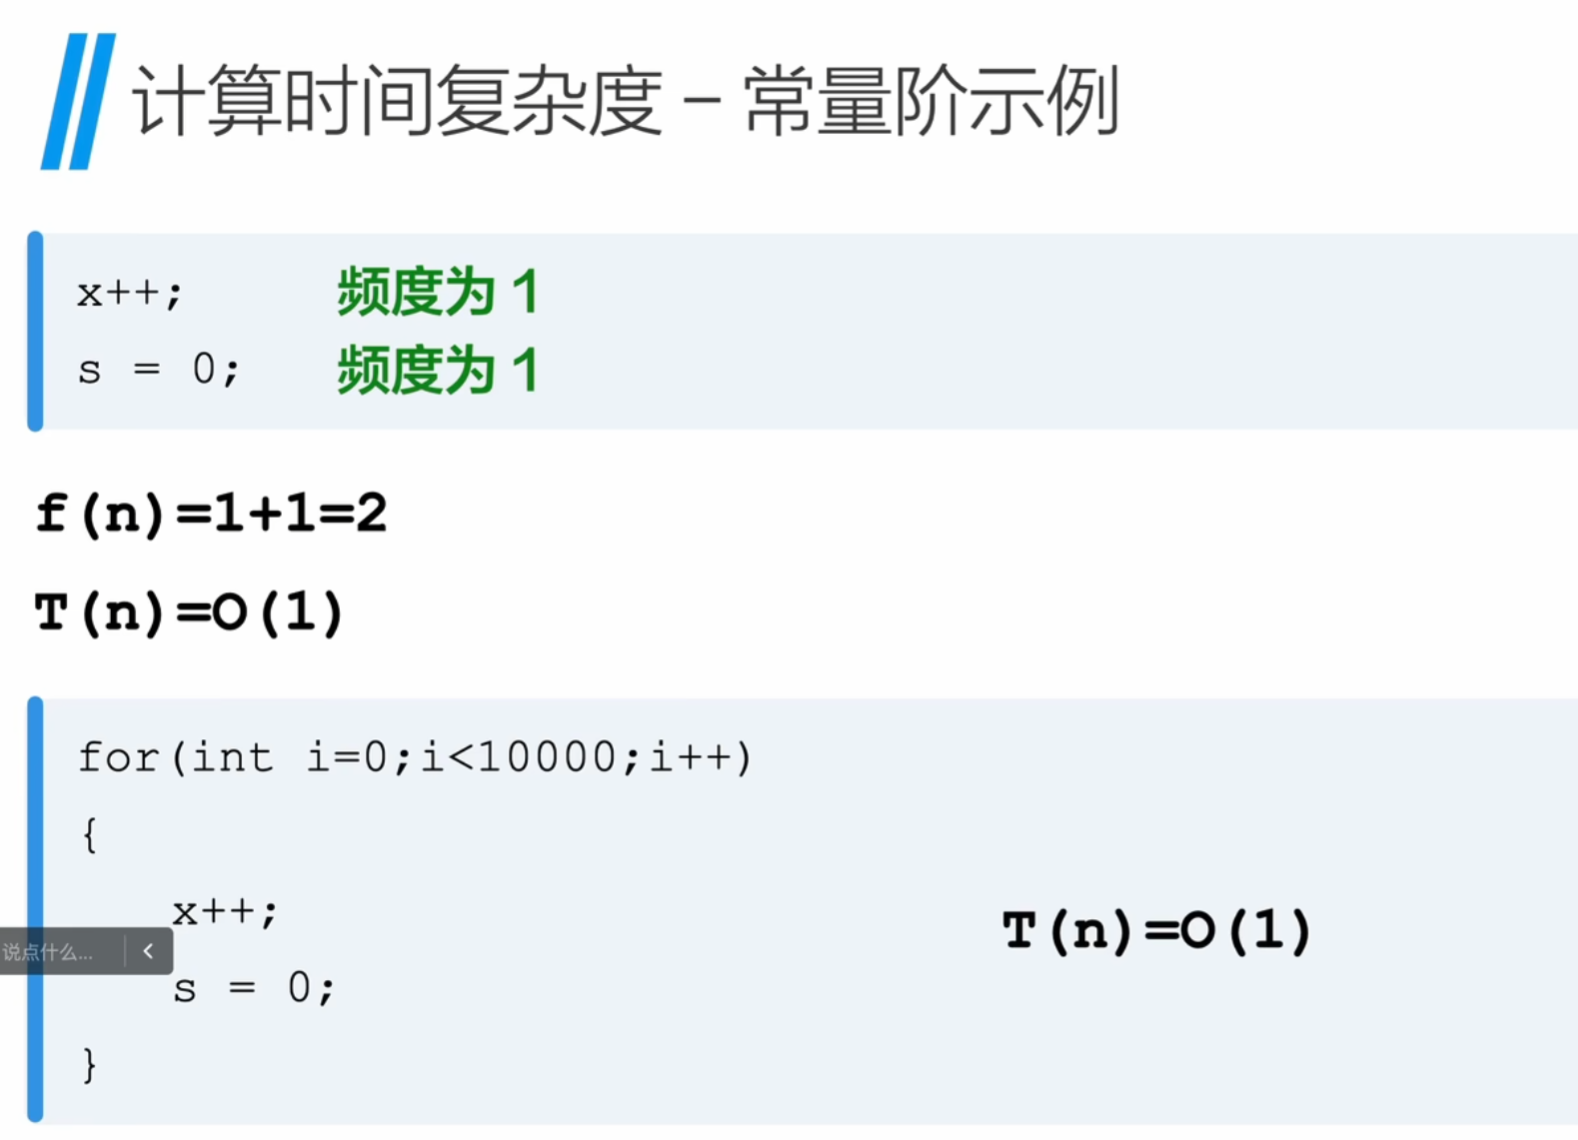 计算时间复杂度 – 常量阶示例
x++; 频度为 1
s = 0; 频度为 1
f(n)=1+1=2
T(n)=O(1)
for(int i=0;i<10000;i++)
{
x++;
T(n)=O(1)
说点什么...
s = 0;
}